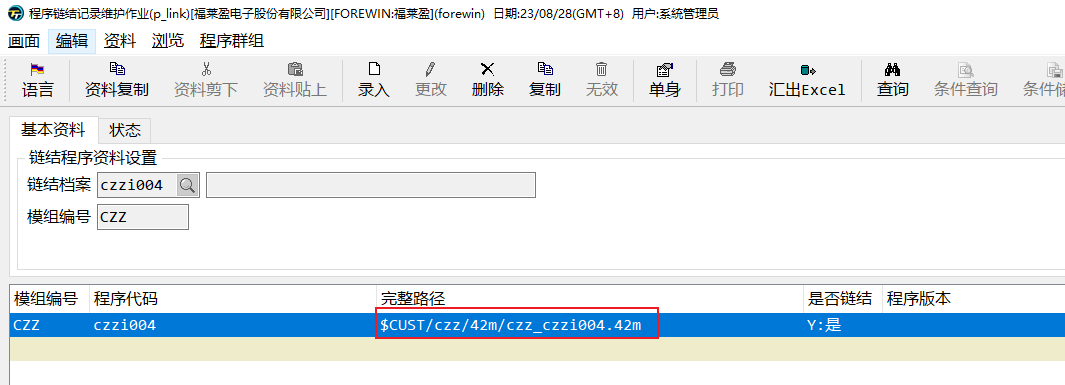 程序链结记录维护作业(p_link)[福莱盈电子股份有限公司][FOREWIN:福莱盈](forewin) 日期:23/08/28(GMT+8) 用户:系统管理员
画面 编辑 资料 浏览 程序群组
语言 资料复制 资料剪下 资料贴上 录入 更改 删除 复制 无效 单身 打印 汇出Excel 查询 条件查询 条件储
基本资料 状态
链结程序资料设置
链结档案 czzi004
模组编号 CZZ
模组编号 程序代码 完整路径 是否链结 程序版本
CZZ czzi004 $CUST/czz/42m/czz_czzi004.42m Y:是